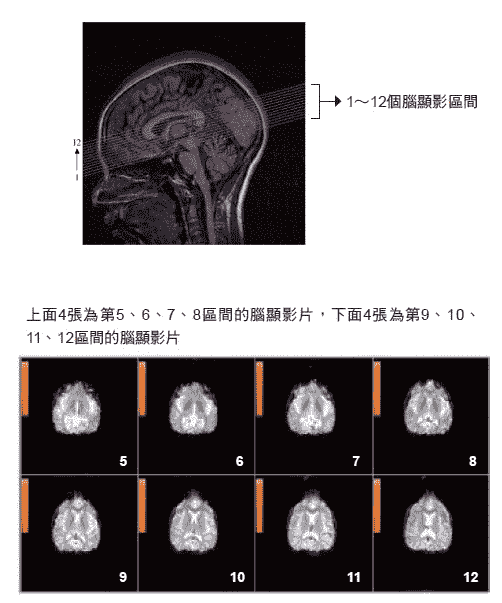 1～12個腦顯影區間
12
1
上面4張為第5、6、7、8區間的腦顯影片，下面4張為第9、10、
11、12區間的腦顯影片
5 6 7 8
9 10 11 12